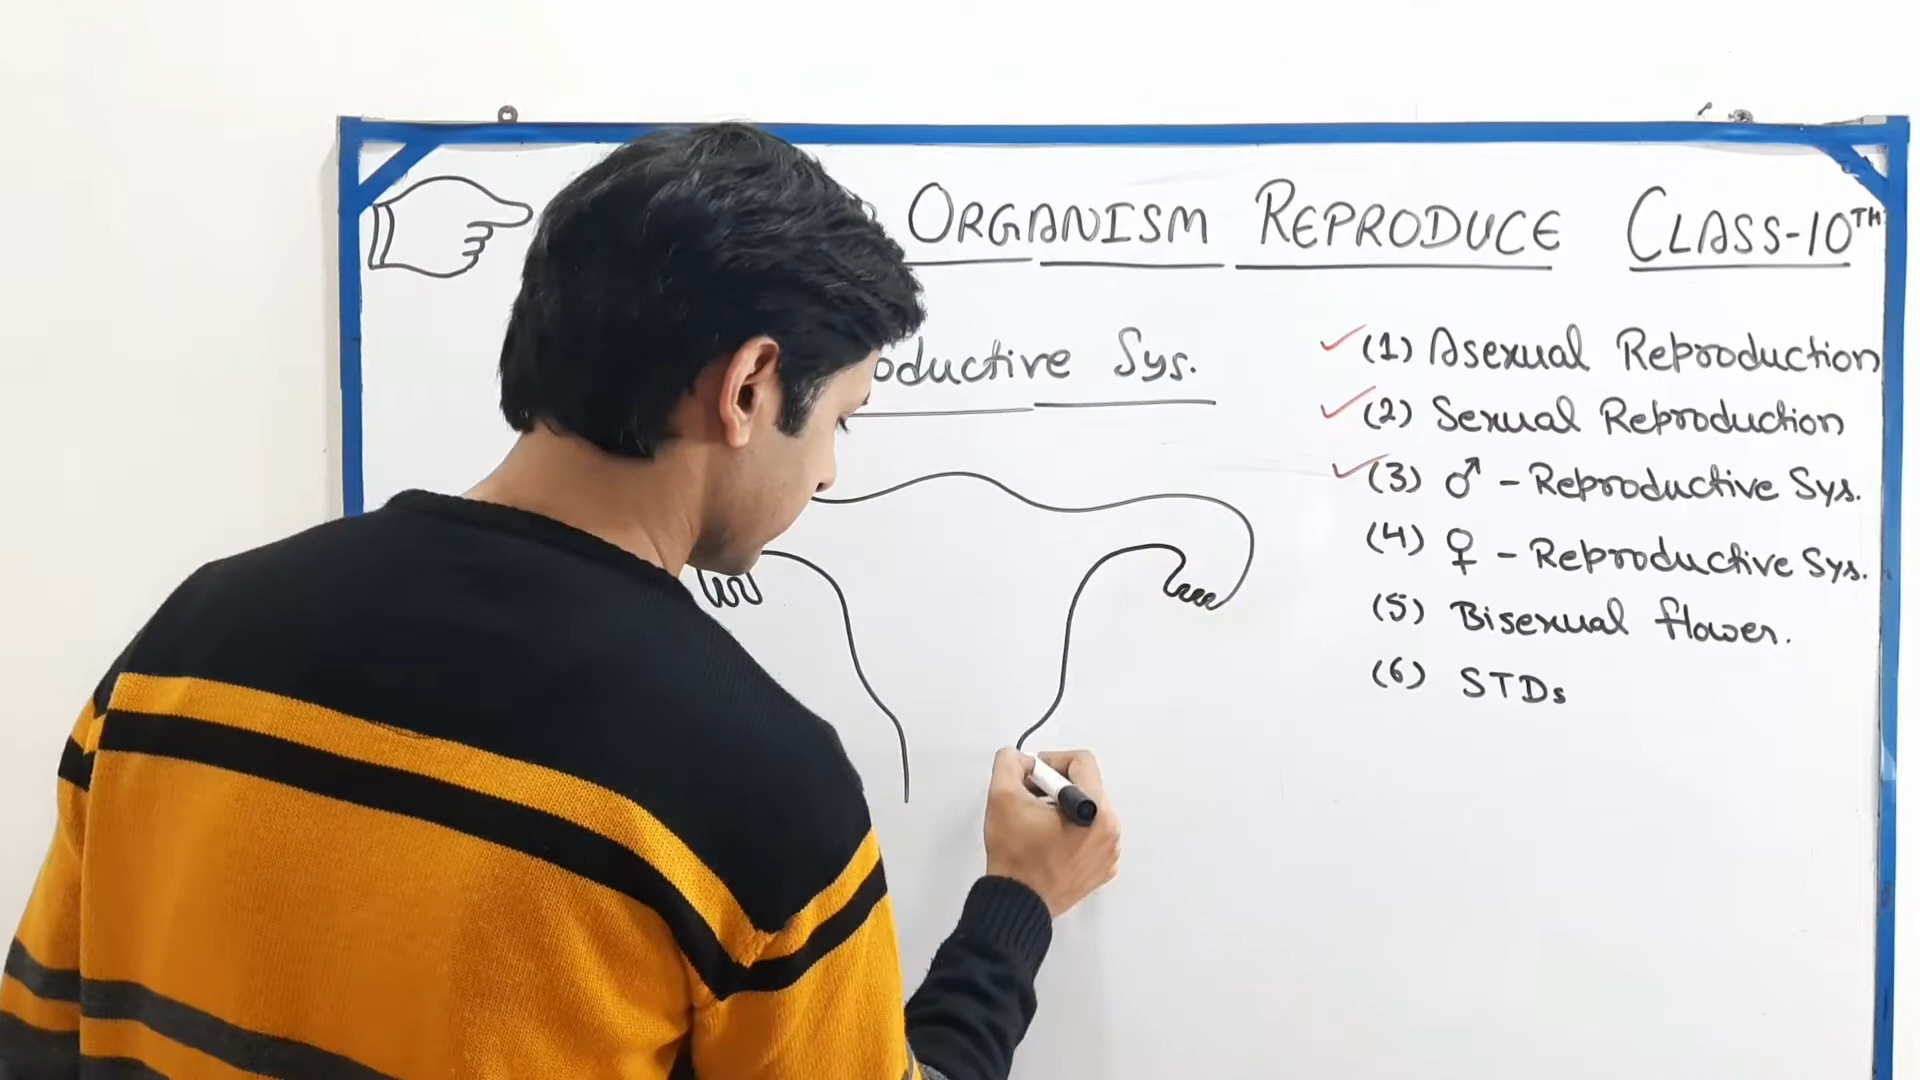 ORGANISM REPRODUCE CLASS-10TH
oductive Sys.
(1) Asexual Reproduction
(2) Sexual Reproduction
(3) ♂ - Reproductive Sys.
(4) ♀ - Reproductive Sys.
(5) Bisexual flower.
(6) STDs